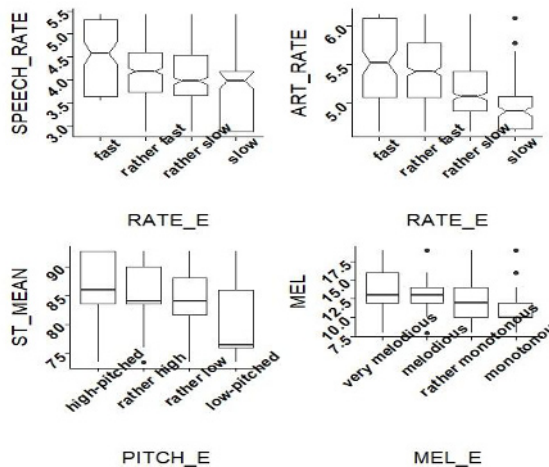 SPEECH_RATE
5.5
5.0
4.5
4.0
3.5
3.0
fast
rather fast
rather slow
slow
RATE_E
ART_RATE
6.0
5.5
5.0
fast
rather fast
rather slow
slow
RATE_E
ST_MEAN
90
85
80
75
high-pitched
rather high
rather low
low-pitched
PITCH_E
MEL
17.5
15.0
12.5
10.0
7.5
very melodious
melodious
rather monotonous
monotonous
MEL_E